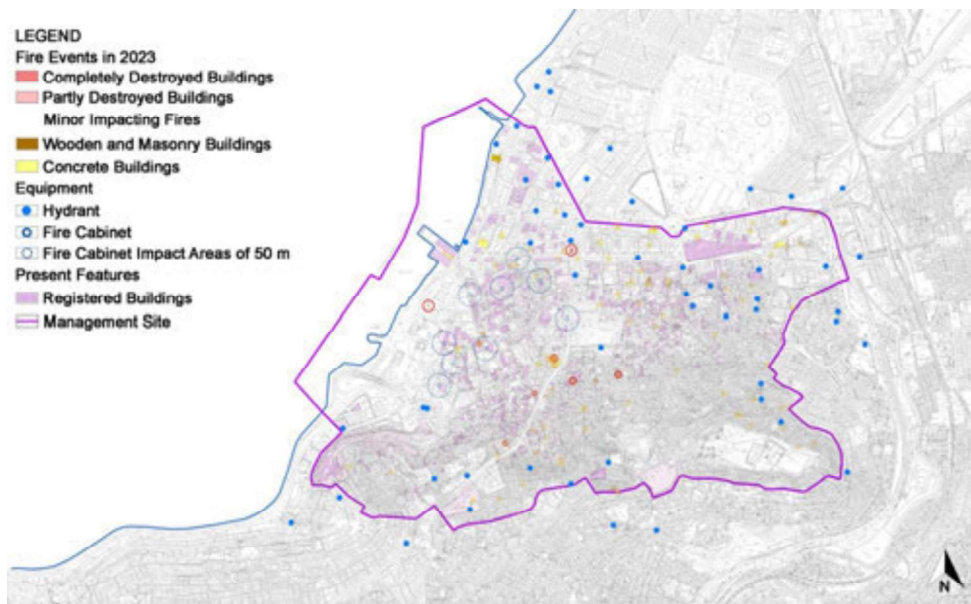 LEGEND
Fire Events in 2023
Completely Destroyed Buildings
Partly Destroyed Buildings
Minor Impacting Fires
Wooden and Masonry Buildings
Concrete Buildings
Equipment
Hydrant
Fire Cabinet
Fire Cabinet Impact Areas of 50 m
Present Features
Registered Buildings
Management Site
N